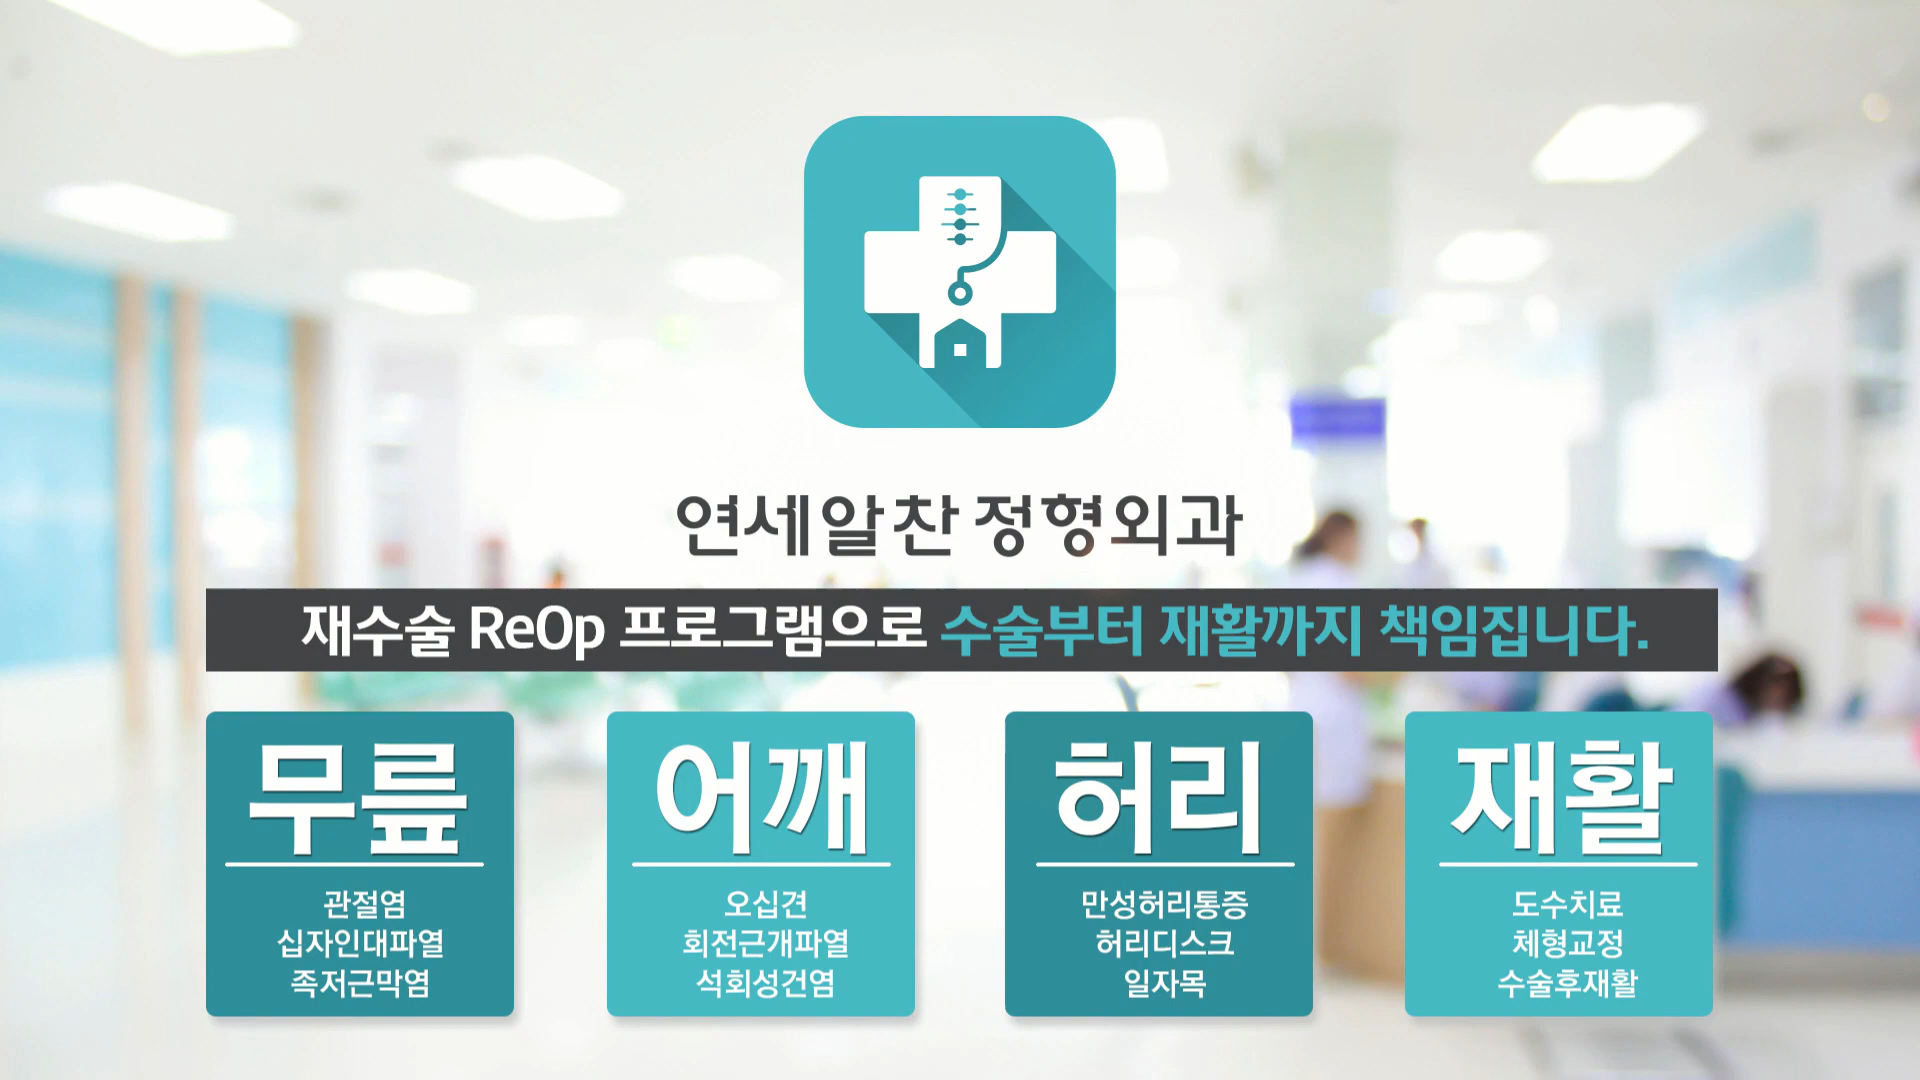 연세알찬 정형외과
재수술 ReOp 프로그램으로 수술부터 재활까지 책임집니다.
무릎
관절염
십자인대파열
족저근막염
어깨
오십견
회전근개파열
석회성건염
허리
만성허리통증
허리디스크
일자목
재활
도수치료
체형교정
수술후재활